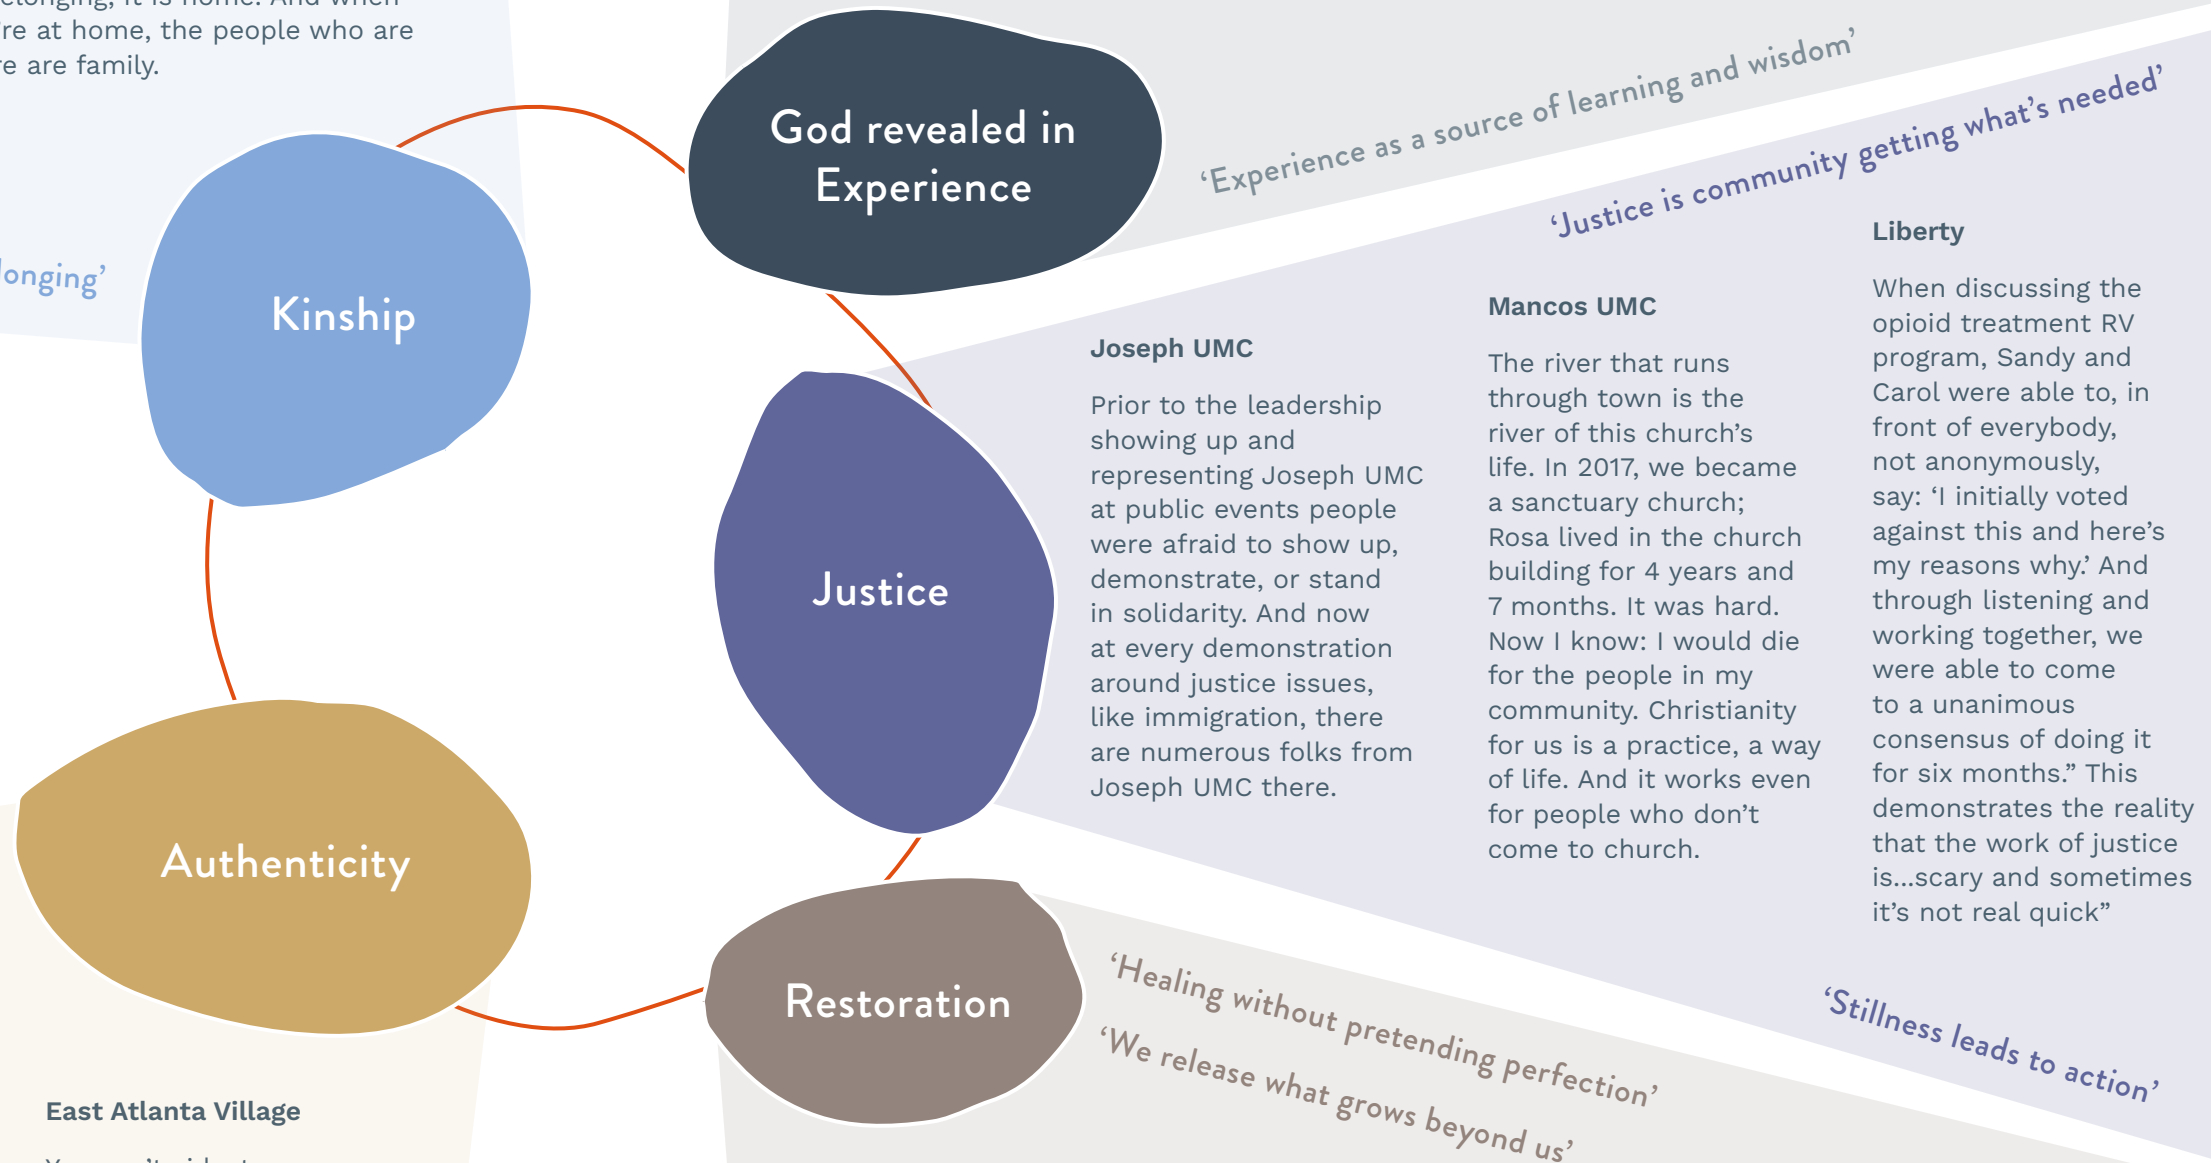 're at home, the people who are
are family.
God revealed in
Experience
'Experience as a source of learning and wisdom'
Kinship
'Justice is community getting what's needed'
Joseph UMC
Prior to the leadership
showing up and
representing Joseph UMC
at public events people
were afraid to show up,
demonstrate, or stand
in solidarity. And now
at every demonstration
around justice issues,
like immigration, there
are numerous folks from
Joseph UMC there.
Mancos UMC
The river that runs
through town is the
river of this church's
life. In 2017, we became
a sanctuary church;
Rosa lived in the church
building for 4 years and
7 months. It was hard.
Now I know: I would die
for the people in my
community. Christianity
for us is a practice, a way
of life. And it works even
for people who don't
come to church.
Liberty
When discussing the
opioid treatment RV
program, Sandy and
Carol were able to, in
front of everybody,
not anonymously,
say: ‘I initially voted
against this and here’s
my reasons why.’ And
through listening and
working together, we
were able to come
to a unanimous
consensus of doing it
for six months.” This
demonstrates the reality
that the work of justice
is...scary and sometimes
it’s not real quick”
Justice
'Stillness leads to action'
Authenticity
Restoration
'Healing without pretending perfection'
'We release what grows beyond us'
East Atlanta Village